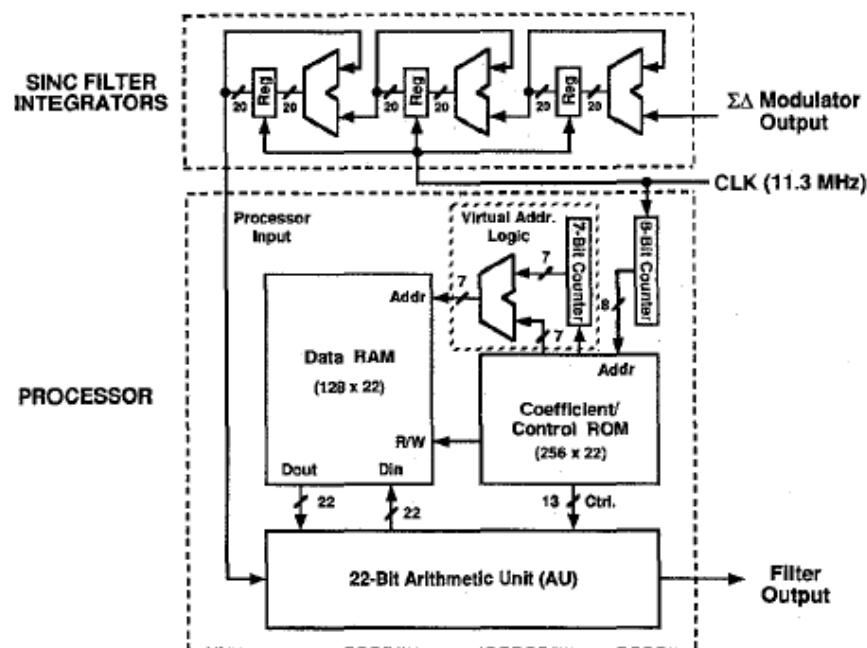 SINC FILTER
INTEGRATORS
20
Reg
20
20
Reg
20
20
Reg
20
ΣΔ Modulator
Output
CLK (11.3 MHz)
Processor
Input
Virtual Addr.
Logic
7-Bit Counter
8-Bit Counter
7
7
7
8
Addr
Data RAM
(128 x 22)
R/W
Dout
Din
Addr
Coefficient/
Control ROM
(256 x 22)
PROCESSOR
22
22
13
Ctrl.
22-Bit Arithmetic Unit (AU)
Filter
Output